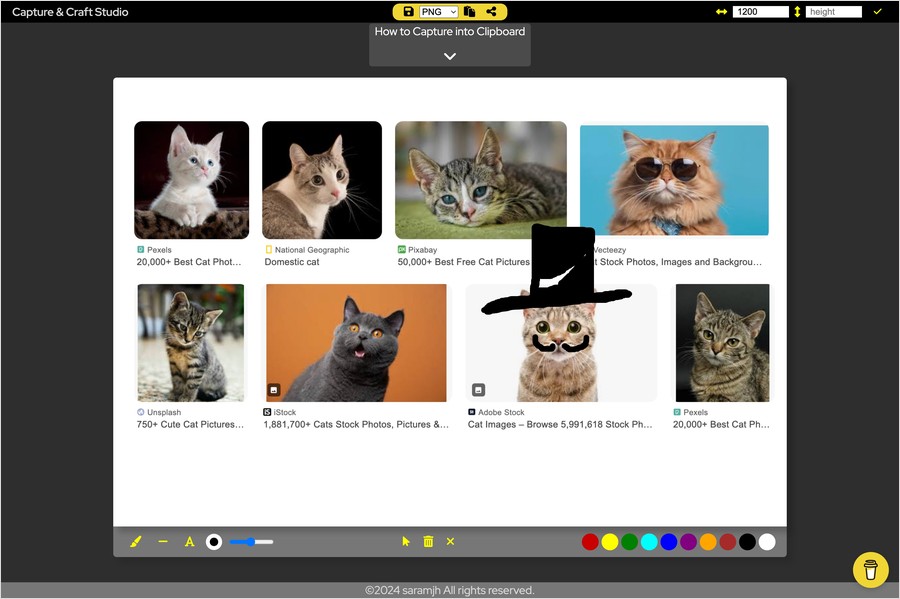 Capture & Craft Studio
PNG
1200
height
How to Capture into Clipboard
Pexels
20,000+ Best Cat Phot...
National Geographic
Domestic cat
Pixabay
50,000+ Best Free Cat Pictures
Vecteezy
t Stock Photos, Images and Backgrou...
Unsplash
750+ Cute Cat Pictures...
iStock
1,881,700+ Cats Stock Photos, Pictures &...
Adobe Stock
Cat Images – Browse 5,991,618 Stock Ph...
Pexels
20,000+ Best Cat Ph...
A
©2024 saramjh All rights reserved.